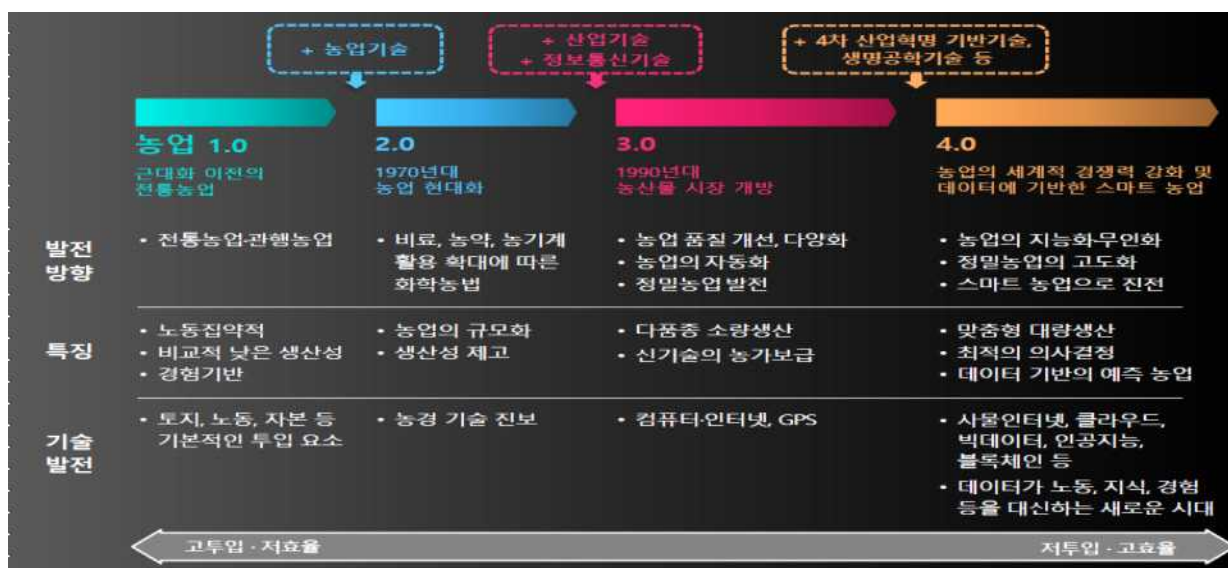 + 농업기술
+ 산업기술
+ 정보통신기술
+ 4차 산업혁명 기반기술,
생명공학기술 등
농업 1.0
근대화 이전의
전통농업
2.0
1970년대
농업 현대화
3.0
1990년대
농산물 시장 개방
4.0
농업의 세계적 경쟁력 강화 및
데이터에 기반한 스마트 농업
발전
방향
• 전통농업·관행농업
• 비료, 농약, 농기계
활용 확대에 따른
화학농법
• 농업 품질 개선, 다양화
• 농업의 자동화
• 정밀농업 발전
• 농업의 지능화·무인화
• 정밀농업의 고도화
• 스마트 농업으로 진전
특징
• 노동집약적
• 비교적 낮은 생산성
• 경험기반
• 농업의 규모화
• 생산성 제고
• 다품종 소량생산
• 신기술의 농가보급
• 맞춤형 대량생산
• 최적의 의사결정
• 데이터 기반의 예측 농업
기술
발전
• 토지, 노동, 자본 등
기본적인 투입 요소
• 농경 기술 진보
• 컴퓨터·인터넷, GPS
• 사물인터넷, 클라우드,
빅데이터, 인공지능,
블록체인 등
• 데이터가 노동, 지식, 경험
등을 대신하는 새로운 시대
고투입 · 저효율
저투입 · 고효율